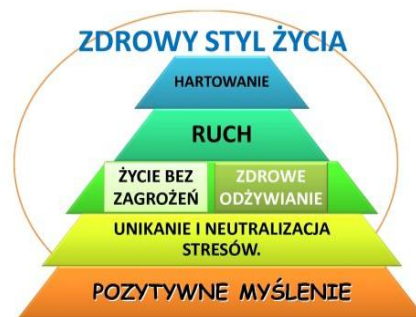 ZDROWY STYL ŻYCIA
HARTOWANIE
RUCH
ŻYCIE BEZ
ZAGROŻEŃ
ZDROWE
ODŻYWIANIE
UNIKANIE I NEUTRALIZACJA
STRESÓW.
POZYTYWNE MYŚLENIE